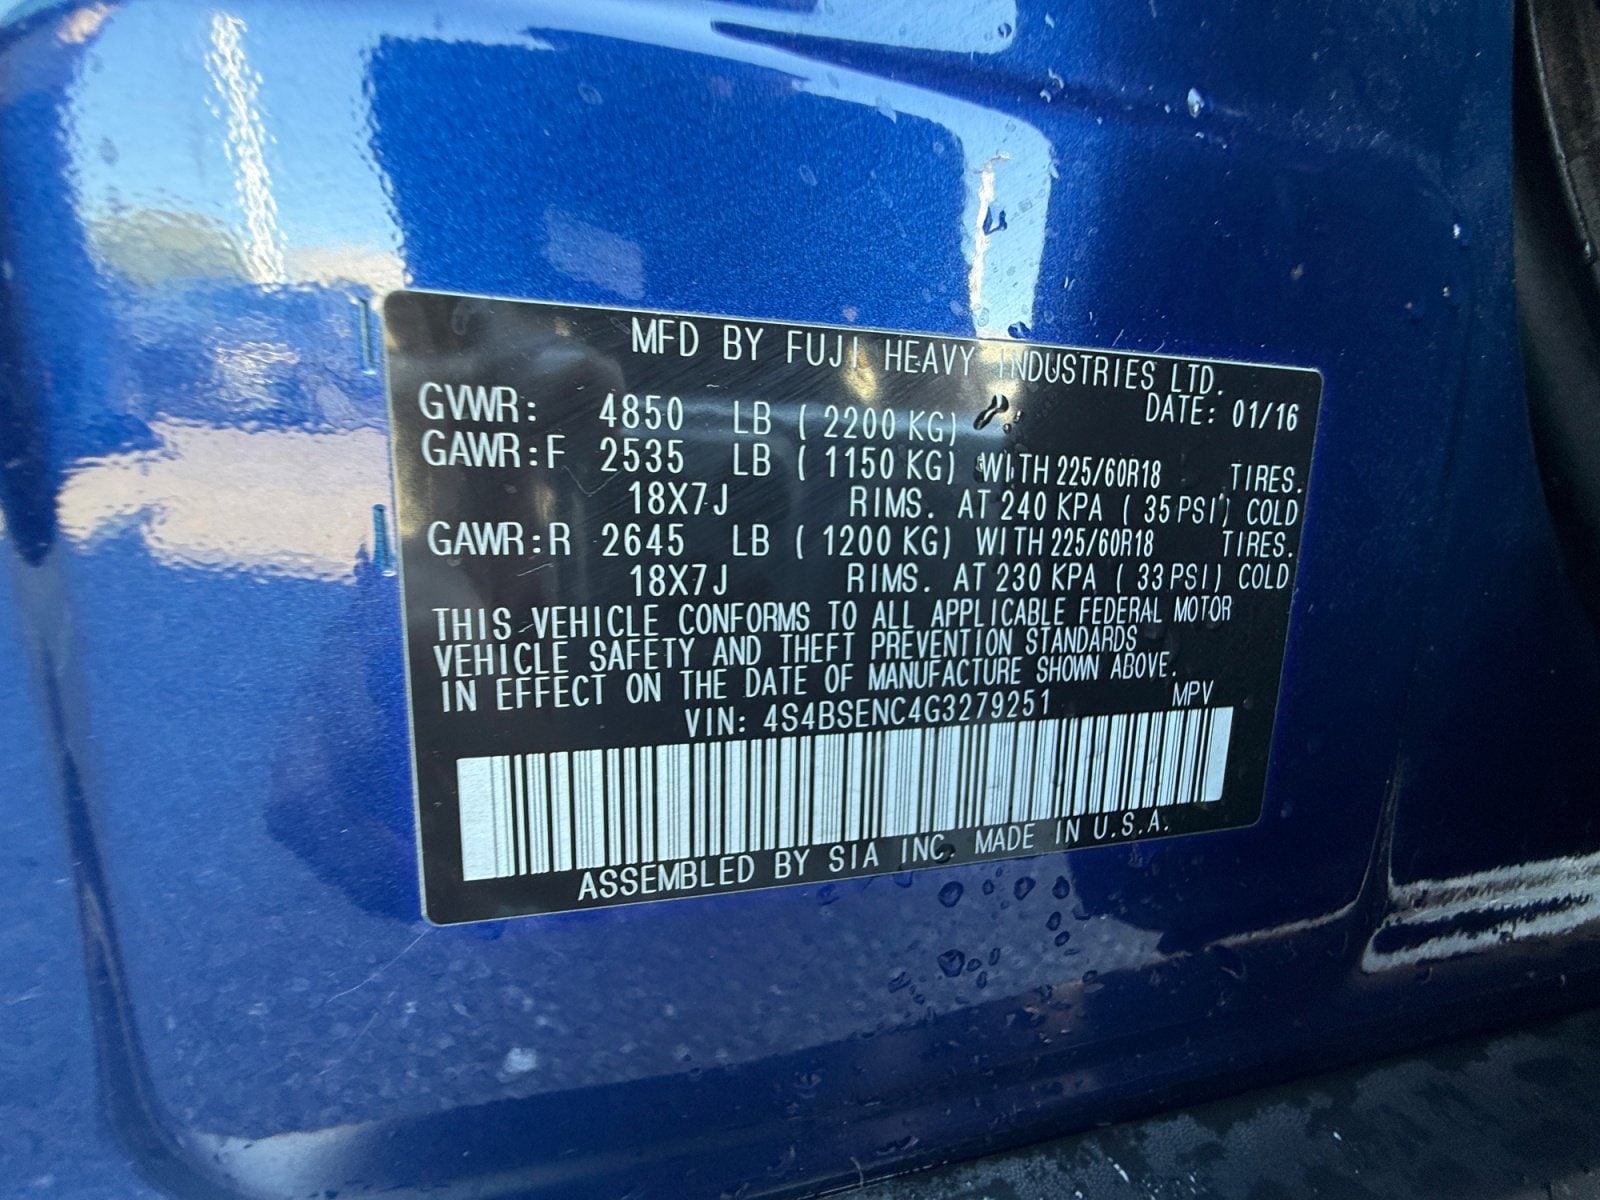 MFD BY FUJI HEAVY INDUSTRIES LTD.
DATE: 01/16
GVWR: 4850 LB ( 2200 KG)
GAWR:F 2535 LB ( 1150 KG) WITH 225/60R18 TIRES.
18X7J RIMS. AT 240 KPA ( 35 PSI) COLD
GAWR:R 2645 LB ( 1200 KG) WITH 225/60R18 TIRES.
18X7J RIMS. AT 230 KPA ( 33 PSI) COLD
THIS VEHICLE CONFORMS TO ALL APPLICABLE FEDERAL MOTOR
VEHICLE SAFETY AND THEFT PREVENTION STANDARDS
IN EFFECT ON THE DATE OF MANUFACTURE SHOWN ABOVE.
VIN: 4S4BSENC4G3279251 MPV
ASSEMBLED BY SIA INC. MADE IN U.S.A.